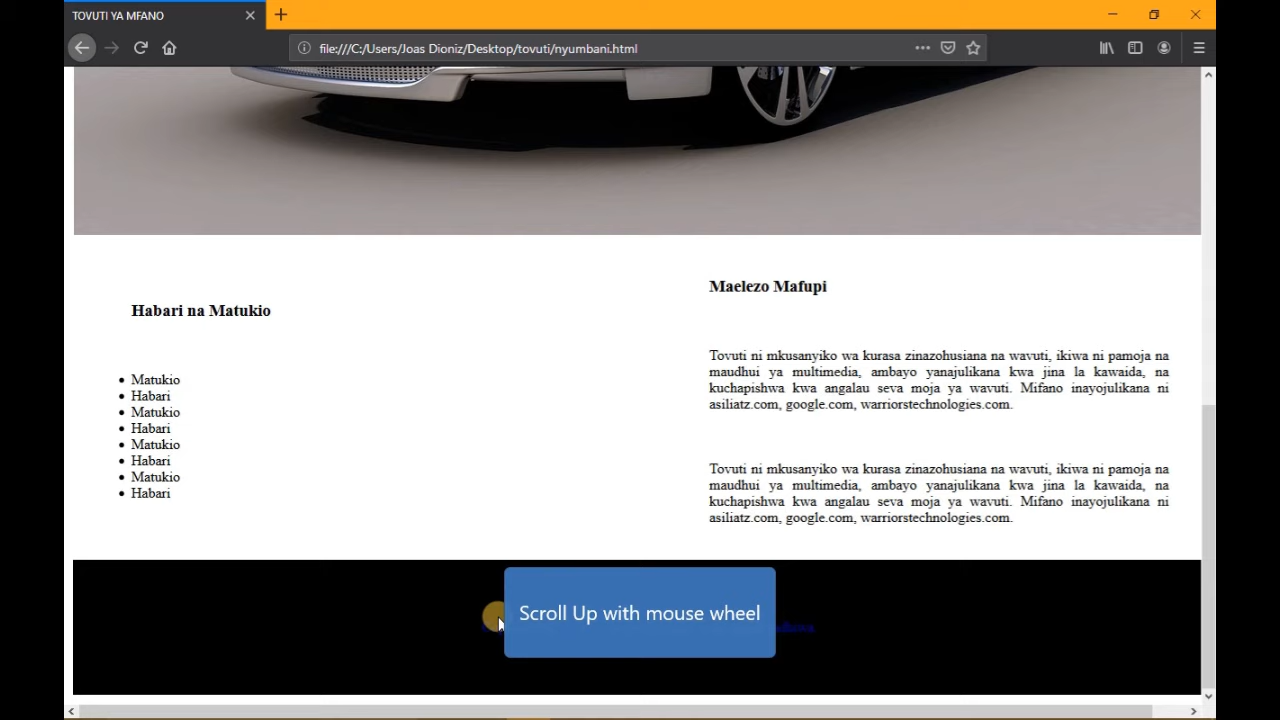 TOVUTI YA MFANO
file:///C:/Users/Joas Dioniz/Desktop/tovuti/nyumbani.html
Habari na Matukio
Matukio
Habari
Matukio
Habari
Matukio
Habari
Matukio
Habari
Maelezo Mafupi
Tovuti ni mkusanyiko wa kurasa zinazohusiana na wavuti, ikiwa ni pamoja na
maudhui ya multimedia, ambayo yanajulikana kwa jina la kawaida, na
kuchapishwa kwa angalau seva moja ya wavuti. Mifano inayojulikana ni
asiliatz.com, google.com, warriorstechnologies.com.
Tovuti ni mkusanyiko wa kurasa zinazohusiana na wavuti, ikiwa ni pamoja na
maudhui ya multimedia, ambayo yanajulikana kwa jina la kawaida, na
kuchapishwa kwa angalau seva moja ya wavuti. Mifano inayojulikana ni
asiliatz.com, google.com, warriorstechnologies.com.
Scroll Up with mouse wheel